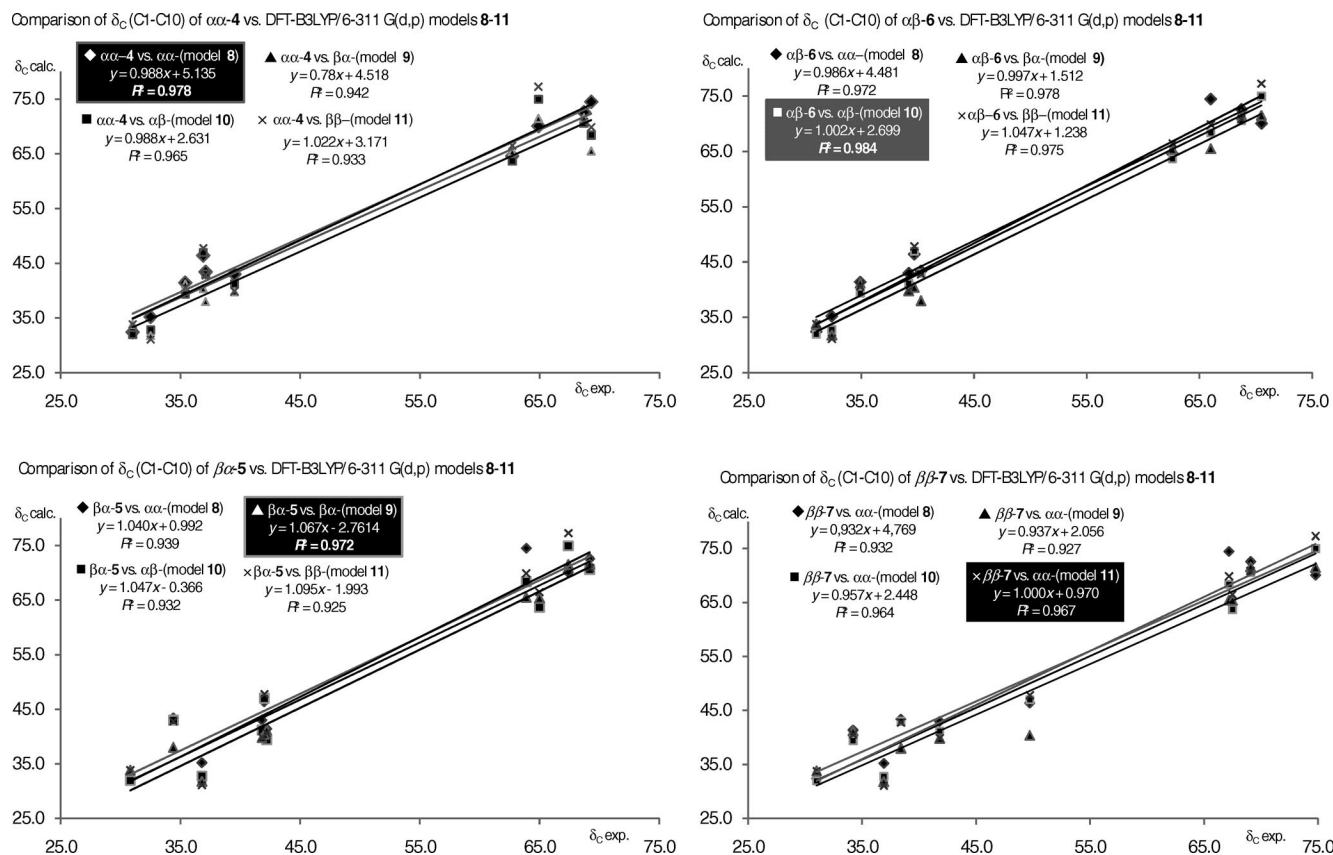 Comparison of δC (C1-C10) of αα-4 vs. DFT-B3LYP/6-311 G(d,p) models 8-11
δC calc.
αα–4 vs. αα-(model 8)
y = 0.988x + 5.135
R² = 0.978
αα-4 vs. βα-(model 9)
y = 0.78x + 4.518
R² = 0.942
αα-4 vs. αβ-(model 10)
y = 0.988x + 2.631
R² = 0.965
αα-4 vs. ββ–(model 11)
y = 1.022x + 3.171
R² = 0.933
75.0
65.0
55.0
45.0
35.0
25.0
δC exp.
25.0 35.0 45.0 55.0 65.0 75.0
Comparison of δC (C1-C10) of αβ-6 vs. DFT-B3LYP/6-311 G(d,p) models 8-11
δC calc.
αβ-6 vs. αα–(model 8)
y = 0.986x + 4.481
R² = 0.972
αβ-6 vs. βα-(model 9)
y = 0.997x + 1.512
R² = 0.978
αβ-6 vs. αβ-(model 10)
y = 1.002x + 2.699
R² = 0.984
αβ–6 vs. ββ–(model 11)
y = 1.047x + 1.238
R² = 0.975
75.0
65.0
55.0
45.0
35.0
25.0
δC exp.
25.0 35.0 45.0 55.0 65.0 75.0
Comparison of δC (C1-C10) of βα-5 vs. DFT-B3LYP/6-311 G(d,p) models 8-11
δC calc.
βα-5 vs. αα-(model 8)
y = 1.040x + 0.992
R² = 0.939
βα-5 vs. βα-(model 9)
y = 1.067x - 2.7614
R² = 0.972
βα-5 vs. αβ-(model 10)
y = 1.047x - 0.366
R² = 0.932
βα-5 vs. ββ-(model 11)
y = 1.095x - 1.993
R² = 0.925
75.0
65.0
55.0
45.0
35.0
25.0
δC exp.
25.0 35.0 45.0 55.0 65.0 75.0
Comparison of δC (C1-C10) of ββ-7 vs. DFT-B3LYP/6-311 G(d,p) models 8-11
δC calc.
ββ-7 vs. αα-(model 8)
y = 0,932x + 4,769
R² = 0.932
ββ-7 vs. αα-(model 9)
y = 0.937x + 2.056
R² = 0.927
ββ-7 vs. αα-(model 10)
y = 0.957x + 2.448
R² = 0.964
ββ-7 vs. αα-(model 11)
y = 1.000x + 0.970
R² = 0.967
75.0
65.0
55.0
45.0
35.0
25.0
δC exp.
25.0 35.0 45.0 55.0 65.0 75.0